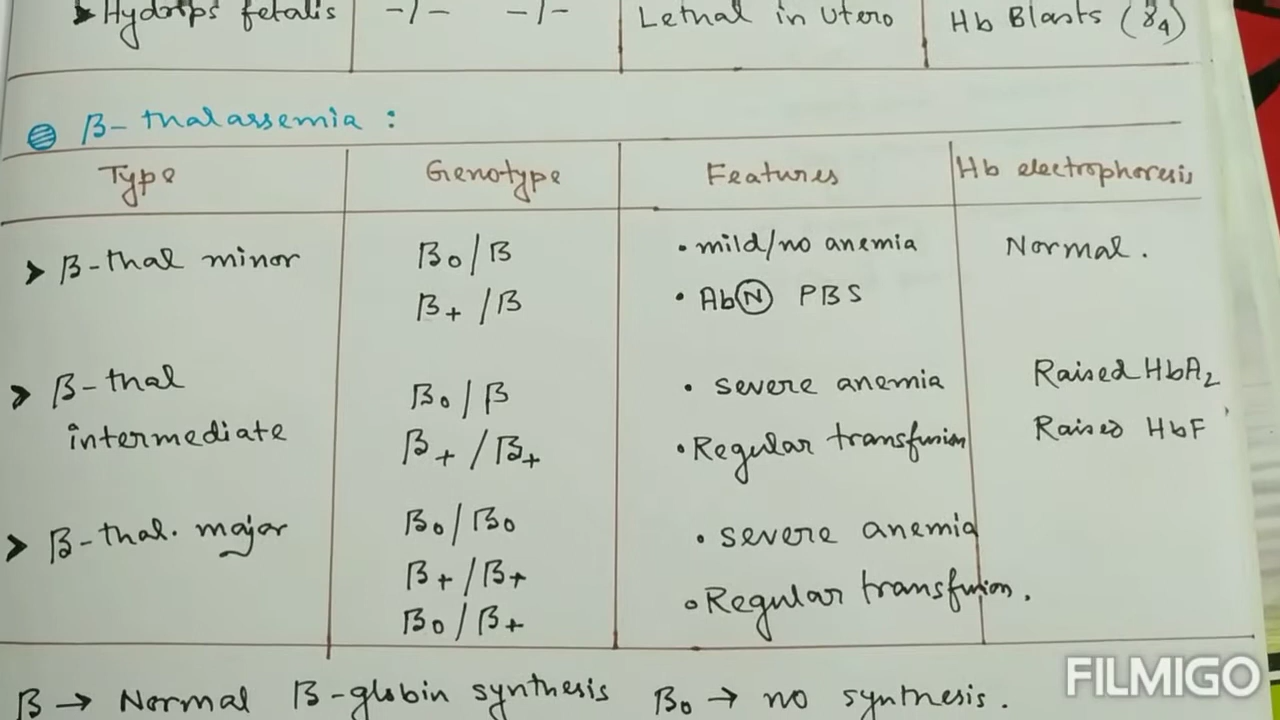 ➤ Hydrops fetalis -/- -/- Lethal in utero Hb Blasts (γ4)
β- thalassemia :
Type Genotype Features Hb electrophoresis
➤ β-thal minor β0/β • mild/no anemia Normal.
β+/β • AbⓃ PBS
➤ β-thal intermediate β0/β • severe anemia Raised HbA2
β+/β+ • Regular transfusion Raised HbF
➤ β-thal. major β0/β0 • severe anemia
β+/β+ • Regular transfusion.
β0/β+
β → Normal β-globin synthesis β0 → no synthesis.
FILMIGO